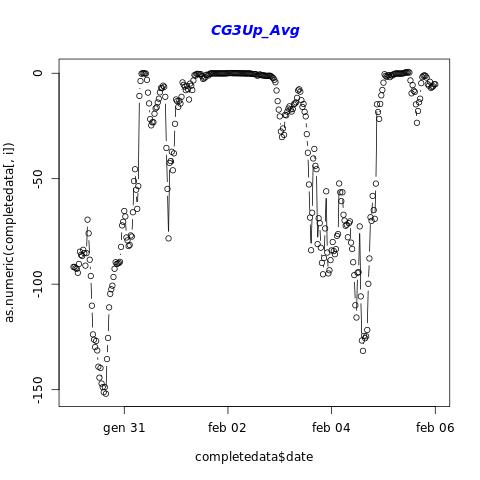 CG3Up_Avg
as.numeric(completedata[, i])
0
-50
-100
-150
gen 31
feb 02
feb 04
feb 06
completedata$date